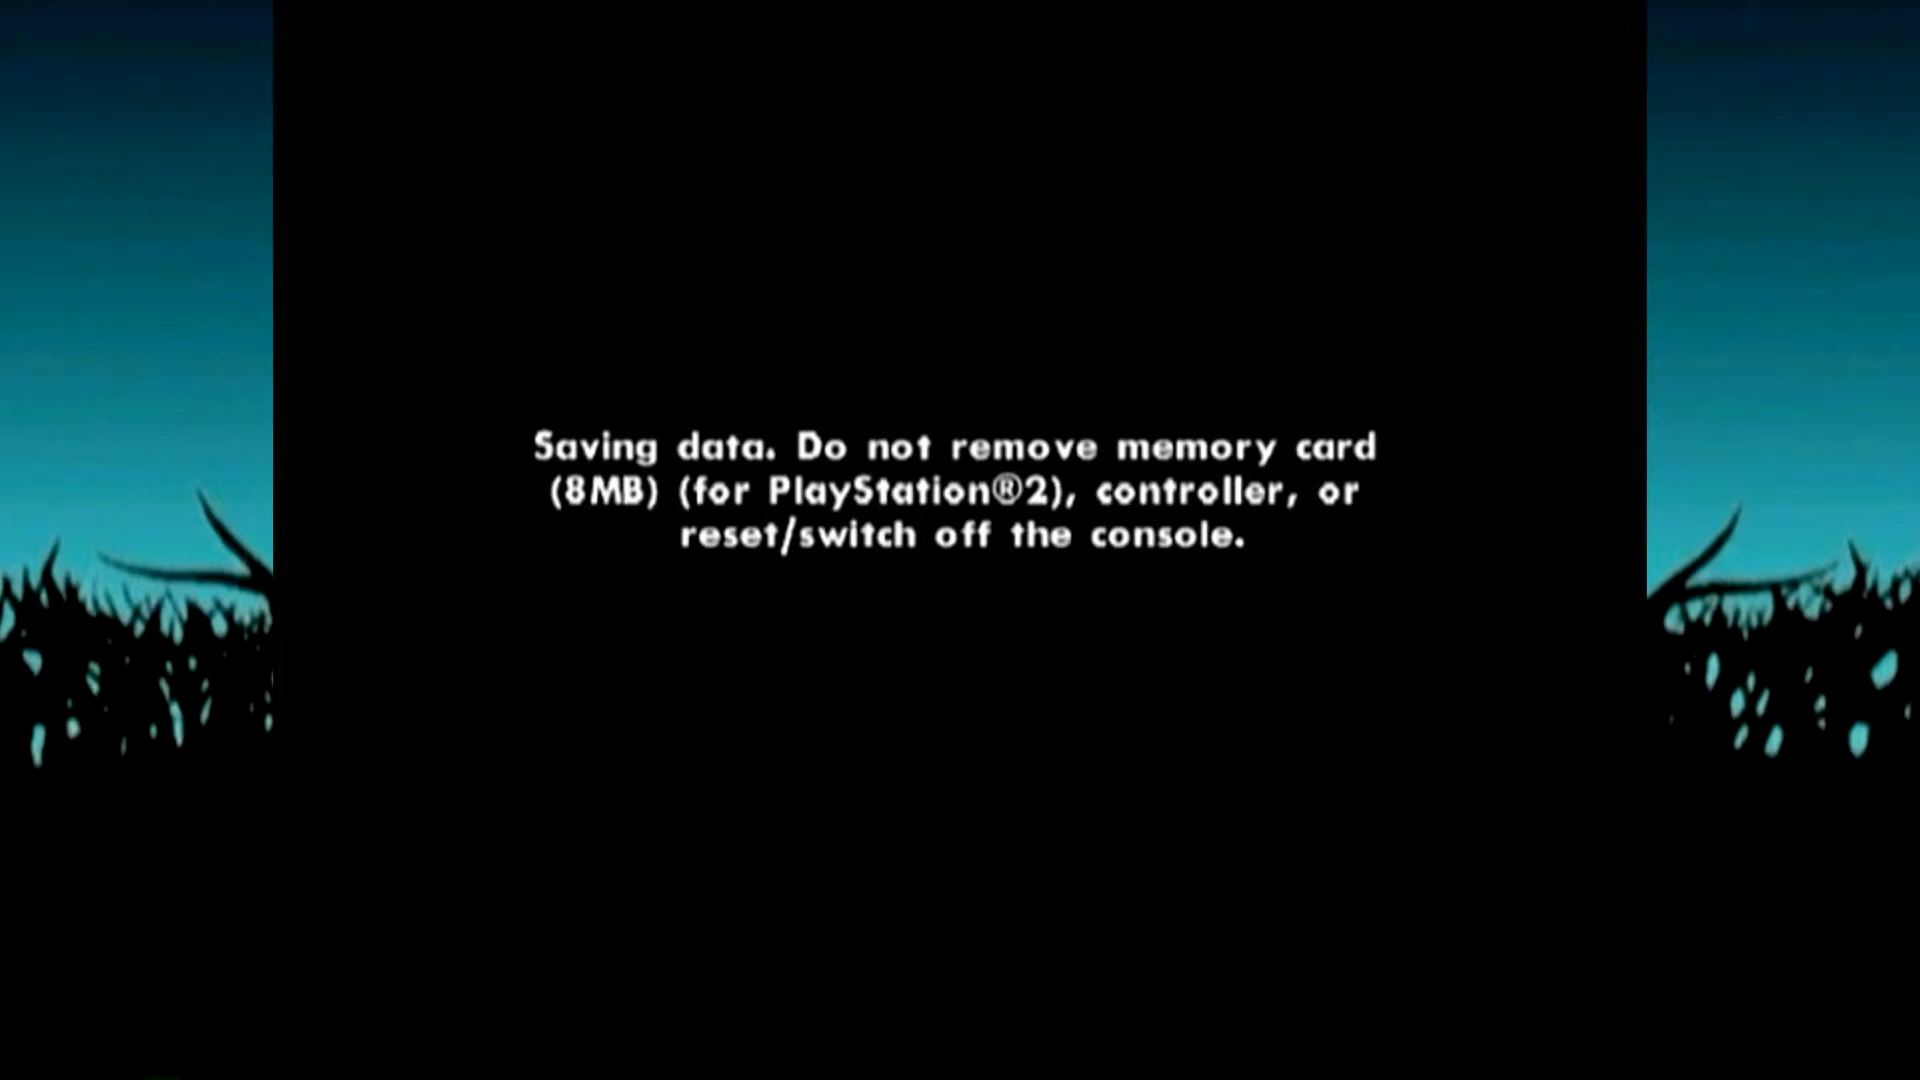 Saving data. Do not remove memory card
(8MB) (for PlayStation®2), controller, or
reset/switch off the console.